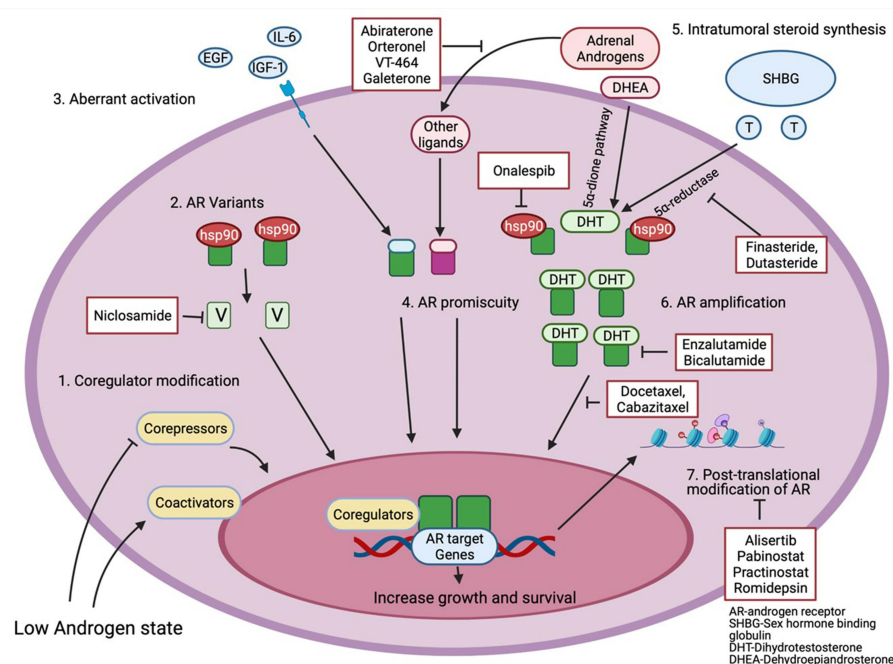 5. Intratumoral steroid synthesis
Abiraterone
Orteronel
VT-464
Galeterone
Adrenal
Androgens
DHEA
SHBG
T
T
IL-6
EGF
IGF-1
3. Aberrant activation
Other
ligands
5α-dione pathway
5α-reductase
Onalespib
hsp90
DHT
hsp90
Finasteride,
Dutasteride
2. AR Variants
hsp90
hsp90
Niclosamide
V
V
4. AR promiscuity
DHT
DHT
DHT
DHT
6. AR amplification
Enzalutamide
Bicalutamide
Docetaxel,
Cabazitaxel
1. Coregulator modification
Corepressors
Coactivators
Coregulators
AR target
Genes
Increase growth and survival
7. Post-translational
modification of AR
Alisertib
Pabinostat
Practinostat
Romidepsin
Low Androgen state
AR-androgen receptor
SHBG-Sex hormone binding
globulin
DHT-Dihydrotestosterone
DHEA-Dehydroepiandrosterone